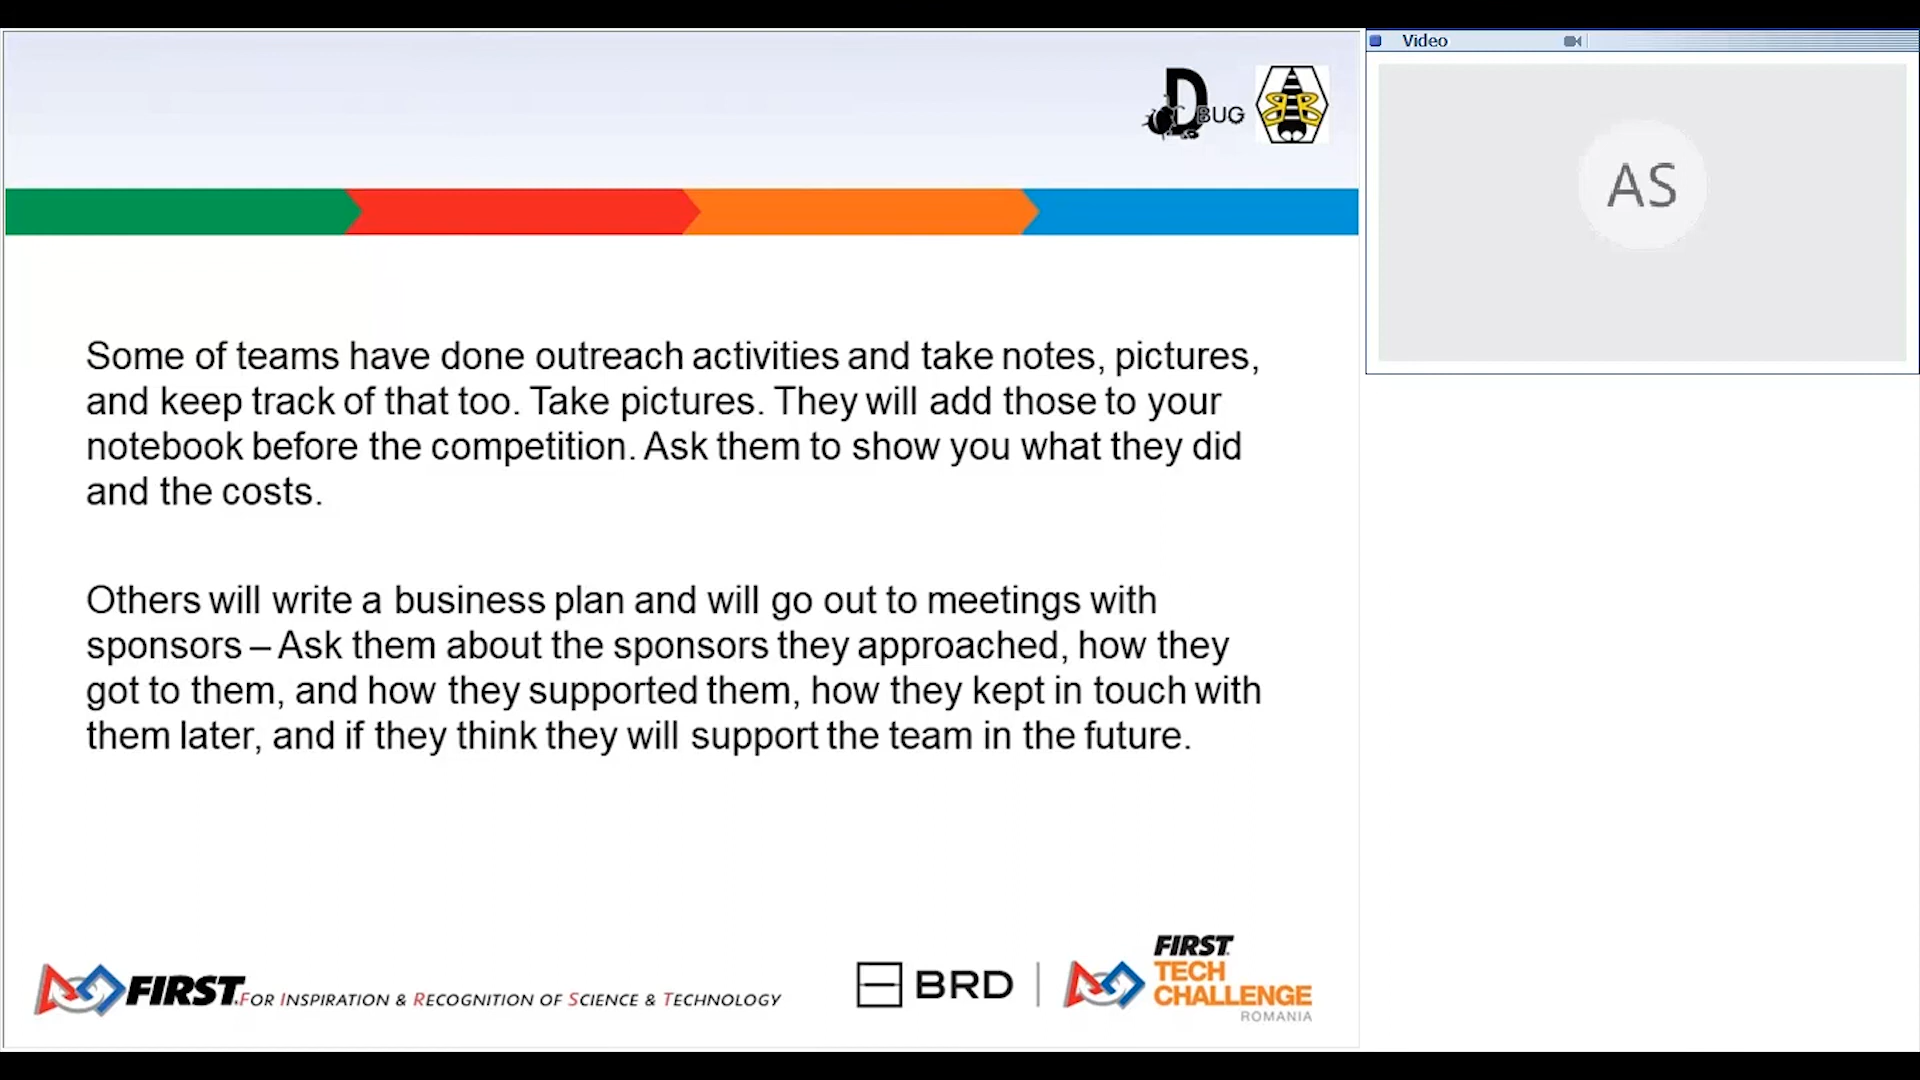 D BUG
Some of teams have done outreach activities and take notes, pictures,
and keep track of that too. Take pictures. They will add those to your
notebook before the competition. Ask them to show you what they did
and the costs.
Others will write a business plan and will go out to meetings with
sponsors – Ask them about the sponsors they approached, how they
got to them, and how they supported them, how they kept in touch with
them later, and if they think they will support the team in the future.
FIRST FOR INSPIRATION & RECOGNITION OF SCIENCE & TECHNOLOGY
BRD
FIRST
TECH
CHALLENGE
ROMANIA
Video
AS